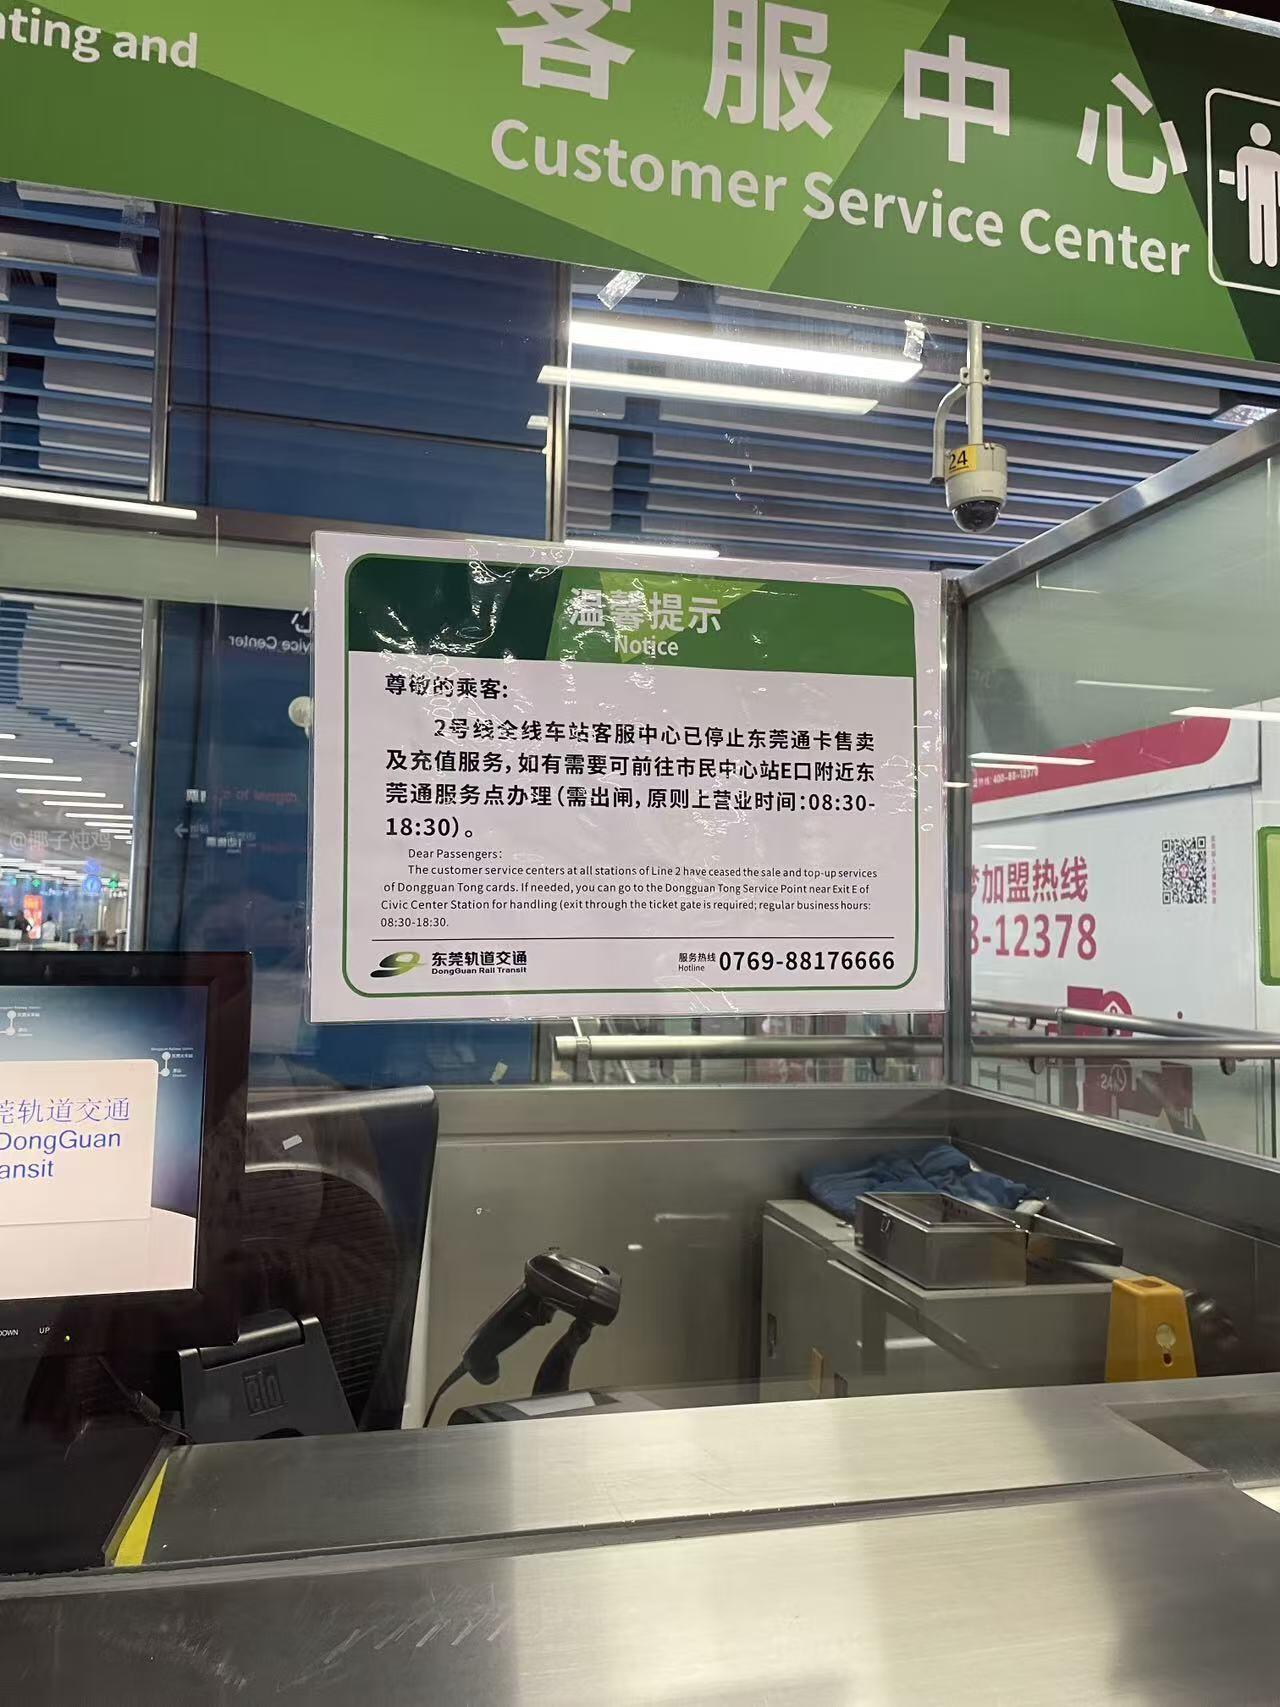 ting and
客服中心
Customer Service Center
24
温馨提示
Notice
尊敬的乘客:
2号线全线车站客服中心已停止东莞通卡售卖
及充值服务,如有需要可前往市民中心站E口附近东
莞通服务点办理(需出闸,原则上营业时间:08:30-
18:30)。
Dear Passengers:
The customer service centers at all stations of Line 2 have ceased the sale and top-up services
of Dongguan Tong cards. If needed, you can go to the Dongguan Tong Service Point near Exit E of
Civic Center Station for handling (exit through the ticket gate is required; regular business hours:
08:30-18:30.
东莞轨道交通
DongGuan Rail Transit
服务热线
Hotline
0769-88176666
加盟热线
-12378
@椰子炖鸡
莞轨道交通
DongGuan
ansit
DOWN
UP
elo
24